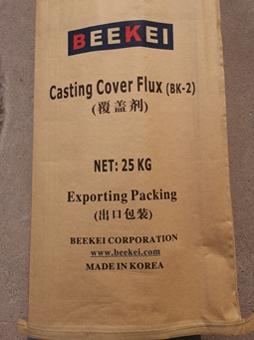 BEEKEI
Casting Cover Flux (BK-2)
(覆盖剂)
NET: 25 KG
Exporting Packing
(出口包装)
BEEKEI CORPORATION
www.beekei.com
MADE IN KOREA